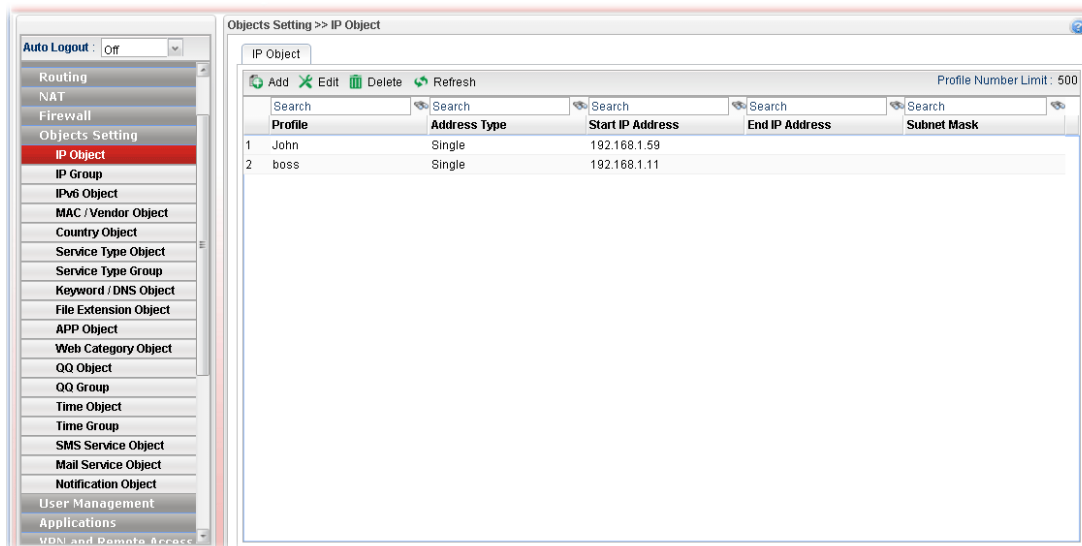 Objects Setting >> IP Object
Auto Logout : Off
Routing
NAT
Firewall
Objects Setting
IP Object
IP Group
IPv6 Object
MAC / Vendor Object
Country Object
Service Type Object
Service Type Group
Keyword / DNS Object
File Extension Object
APP Object
Web Category Object
QQ Object
QQ Group
Time Object
Time Group
SMS Service Object
Mail Service Object
Notification Object
User Management
Applications
VPN and Remote Access
IP Object
Add Edit Delete Refresh Profile Number Limit : 500
Search Search Search Search Search
Profile Address Type Start IP Address End IP Address Subnet Mask
1 John Single 192.168.1.59
2 boss Single 192.168.1.11